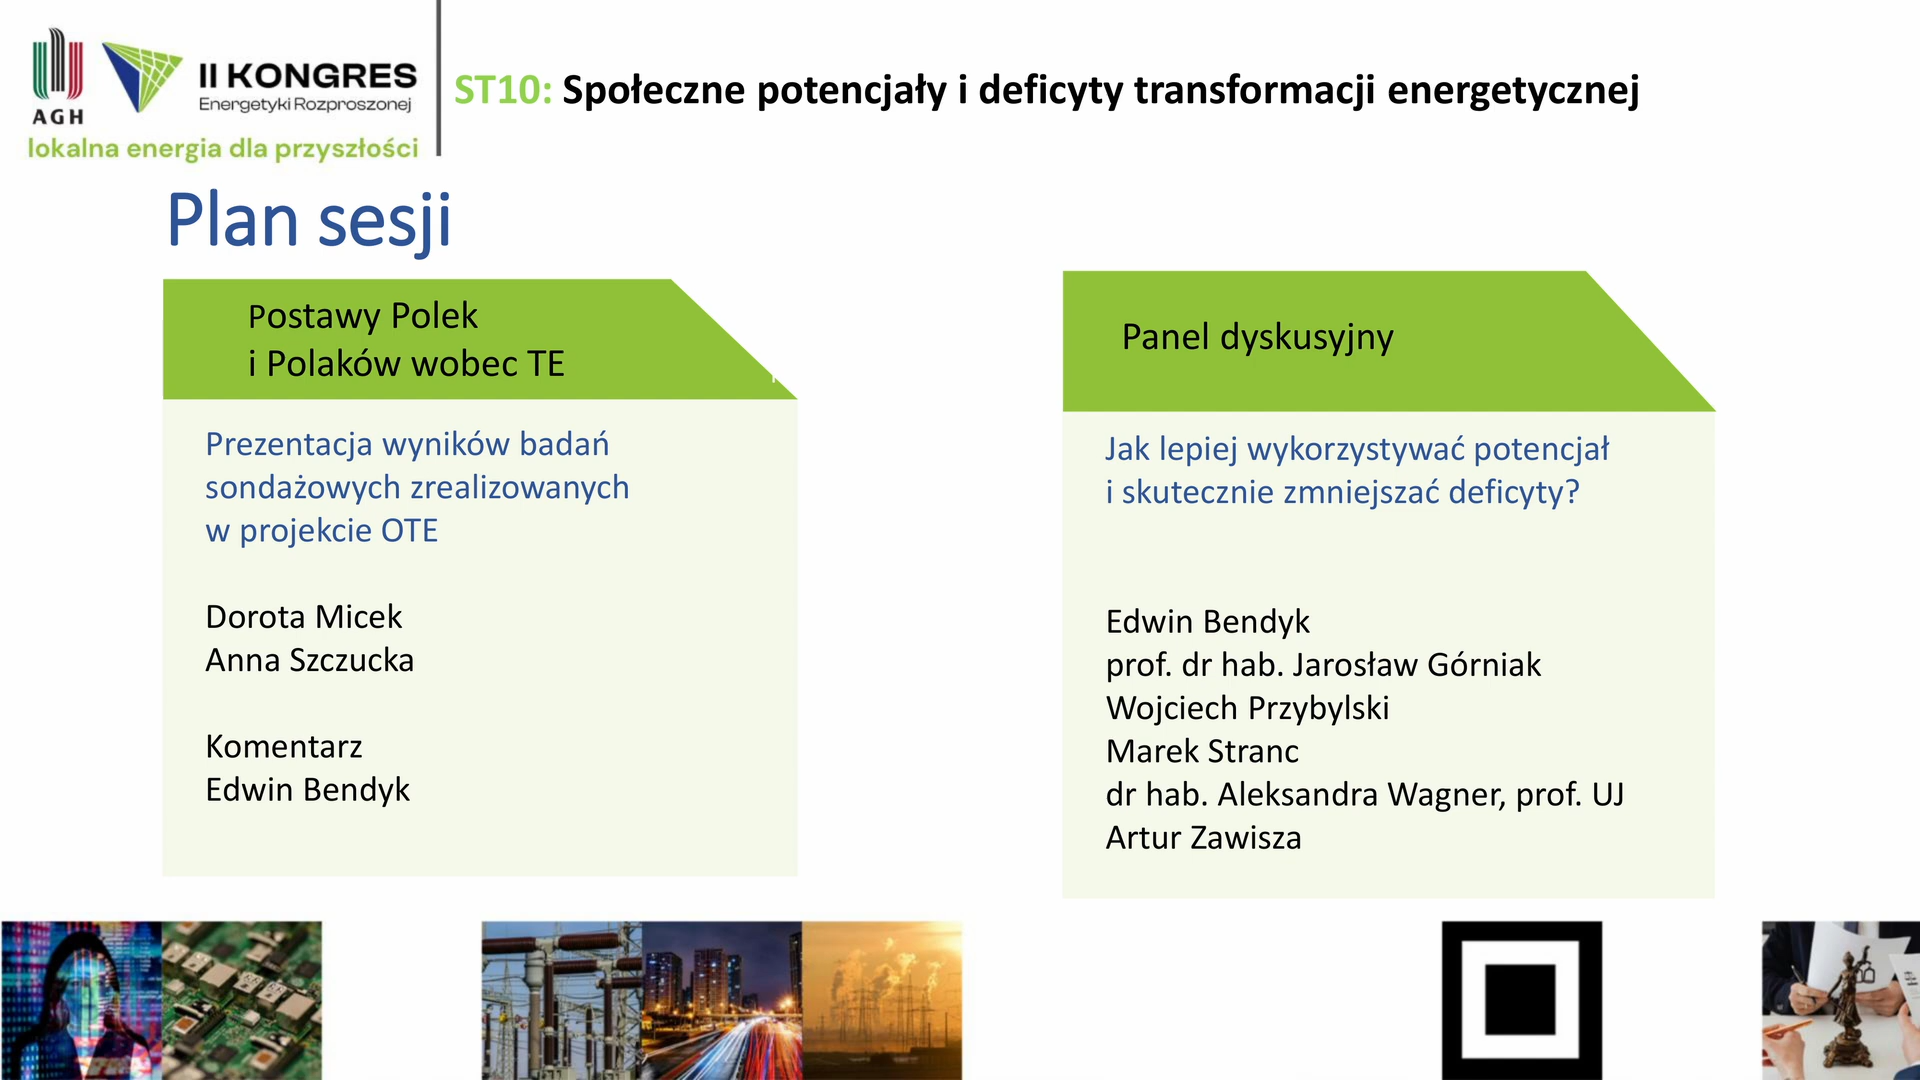 AGH
II KONGRES
Energetyki Rozproszonej
lokalna energia dla przyszłości
ST10: Społeczne potencjały i deficyty transformacji energetycznej
Plan sesji
Postawy Polek
i Polaków wobec TE
Prezentacja wyników badań
sondażowych zrealizowanych
w projekcie OTE
Dorota Micek
Anna Szczucka
Komentarz
Edwin Bendyk
Panel dyskusyjny
Jak lepiej wykorzystywać potencjał
i skutecznie zmniejszać deficyty?
Edwin Bendyk
prof. dr hab. Jarosław Górniak
Wojciech Przybylski
Marek Stranc
dr hab. Aleksandra Wagner, prof. UJ
Artur Zawisza